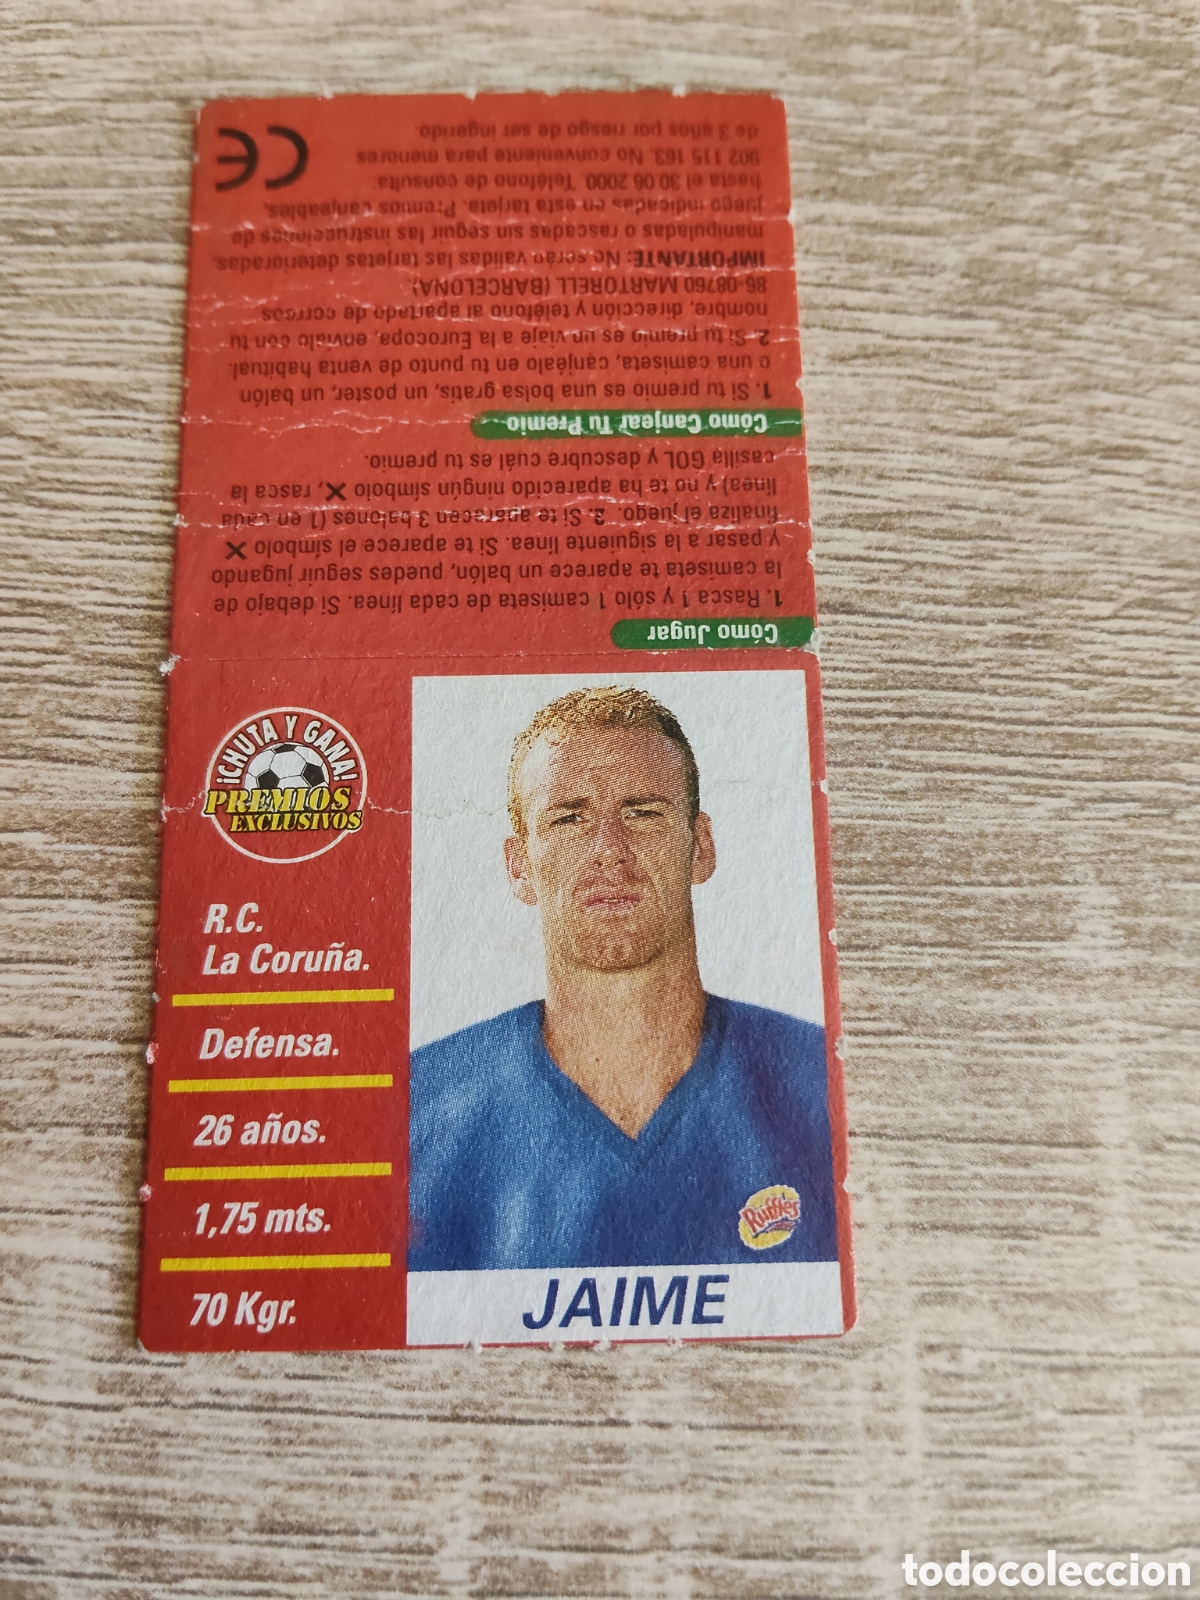 Cómo Jugar
1. Rasca 1 y sólo 1 camiseta de cada línea. Si debajo de
la camiseta te aparece un balón, puedes seguir jugando
y pasar a la siguiente línea. Si te aparece el símbolo ✕
finaliza el juego. 2. Si te aparecen 3 balones (1 en cada
línea) y no te ha aparecido ningún símbolo ✕, rasca la
casilla GOL y descubre cuál es tu premio.
Cómo Canjear Tu Premio
1. Si tu premio es una bolsa gratis, un poster, un balón
o una camiseta, canjéalo en tu punto de venta habitual.
2. Si tu premio es un viaje a la Eurocopa, envíalo con tu
nombre, dirección y teléfono al apartado de correos
86-08760 MARTORELL (BARCELONA)
IMPORTANTE: No serán validas las tarjetas deterioradas,
manipuladas o rascadas sin seguir las instrucciones de
juego indicadas en esta tarjeta. Premios canjeables,
hasta el 30.06.2000. Teléfono de consulta:
902 115 163. No conveniente para menores
de 3 años por riesgo de ser ingerido.
CE
¡CHUTA Y GANA!
PREMIOS
EXCLUSIVOS
R.C.
La Coruña.
Defensa.
26 años.
1,75 mts.
70 Kgr.
Ruffles
JAIME
todocoleccion